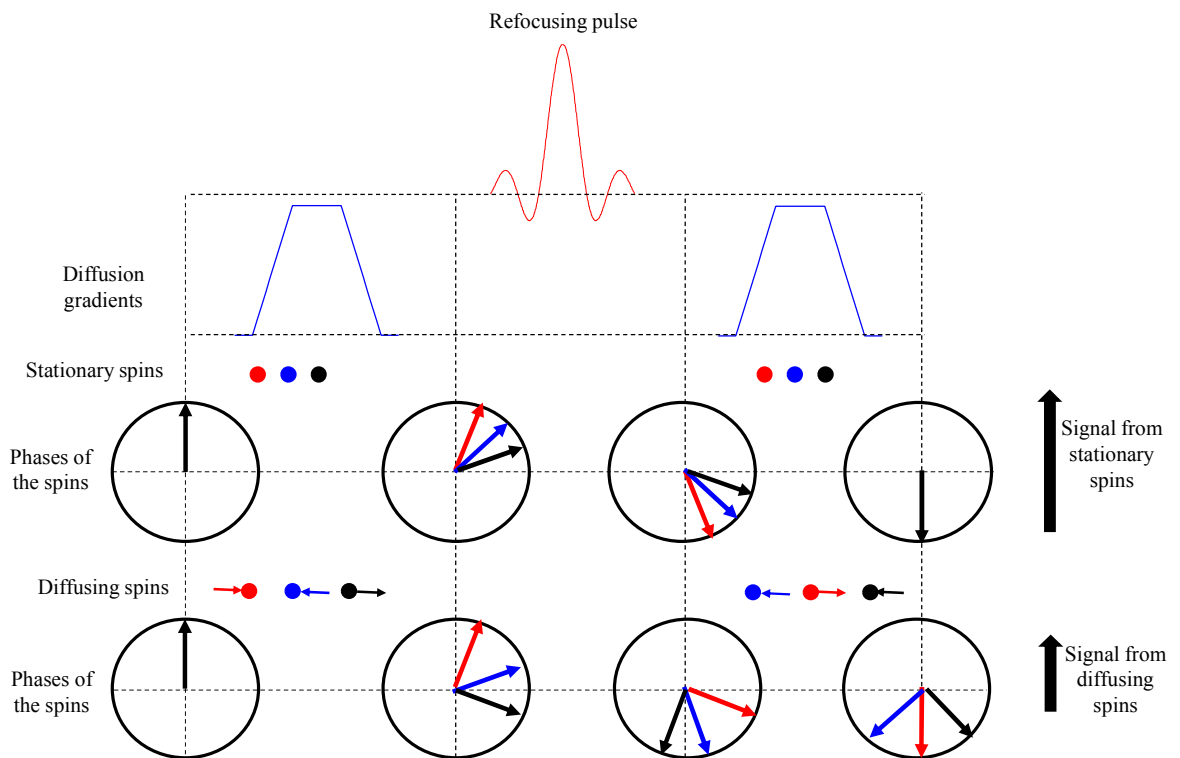 Refocusing pulse
Diffusion
gradients
Stationary spins
Phases of
the spins
Signal from
stationary
spins
Diffusing spins
Phases of
the spins
Signal from
diffusing
spins